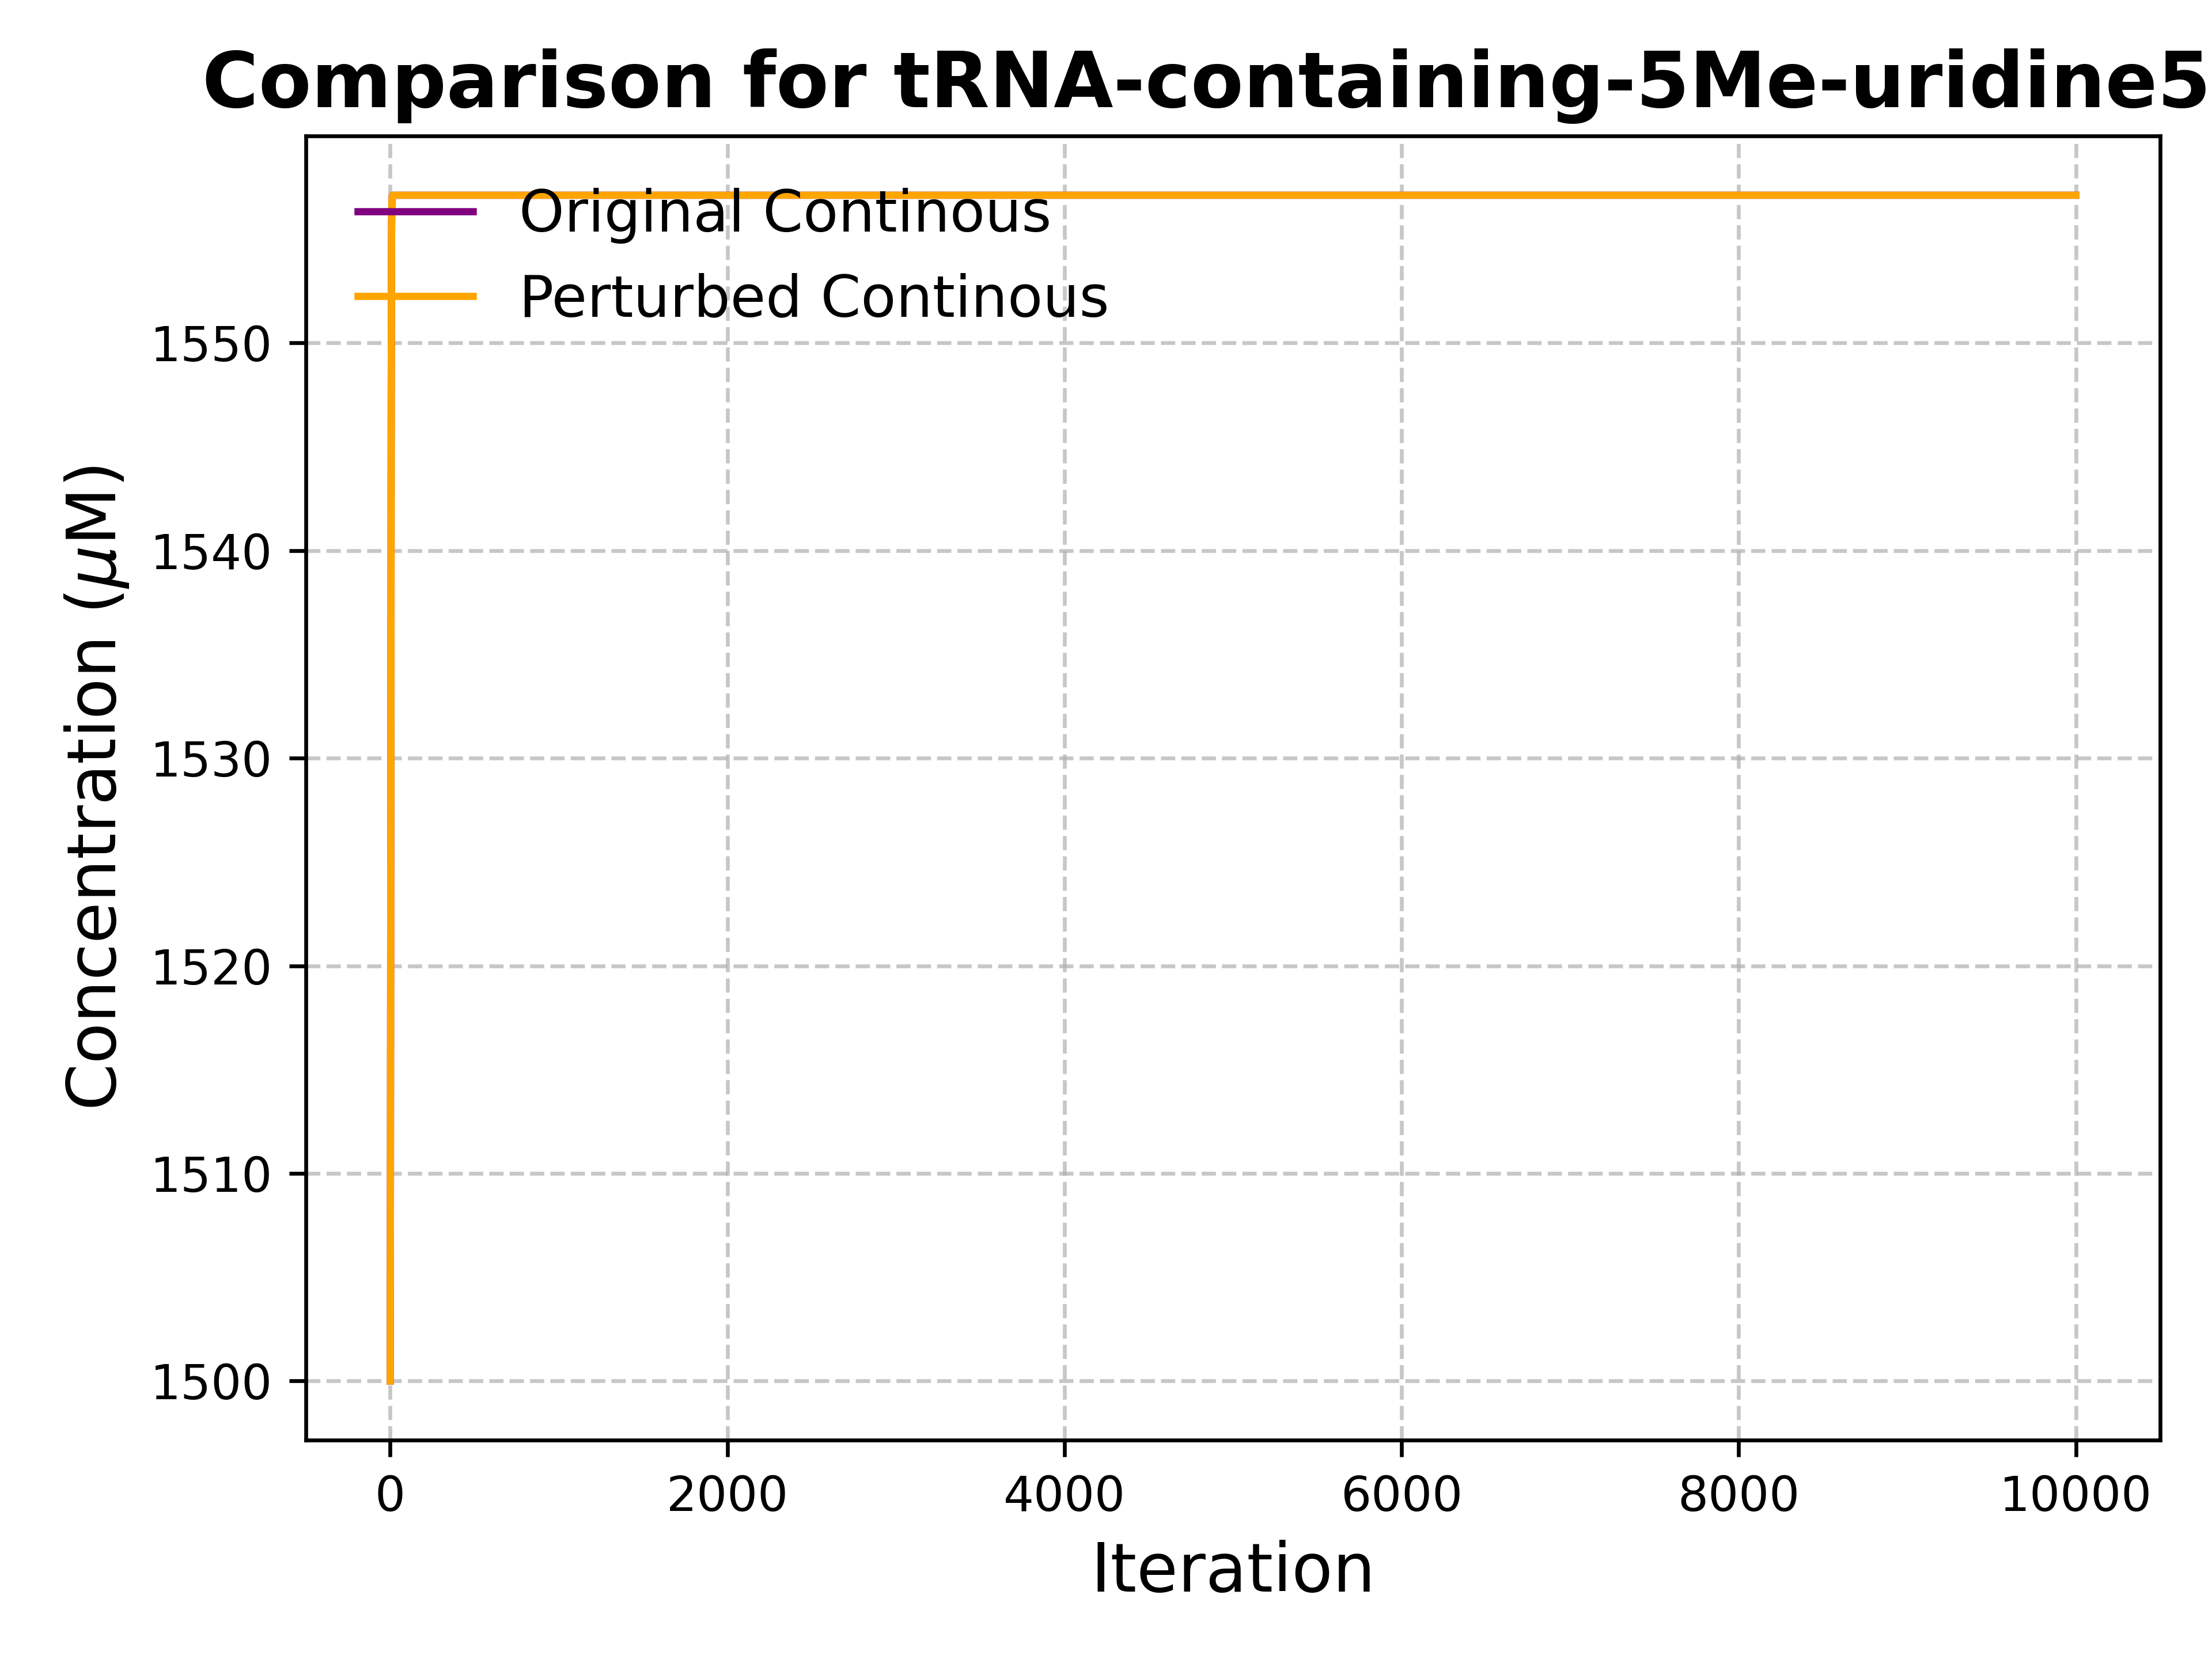 Comparison for tRNA-containing-5Me-uridine5
Original Continous
Perturbed Continous
1550
1540
1530
1520
1510
1500
Concentration (μM)
0 2000 4000 6000 8000 10000
Iteration